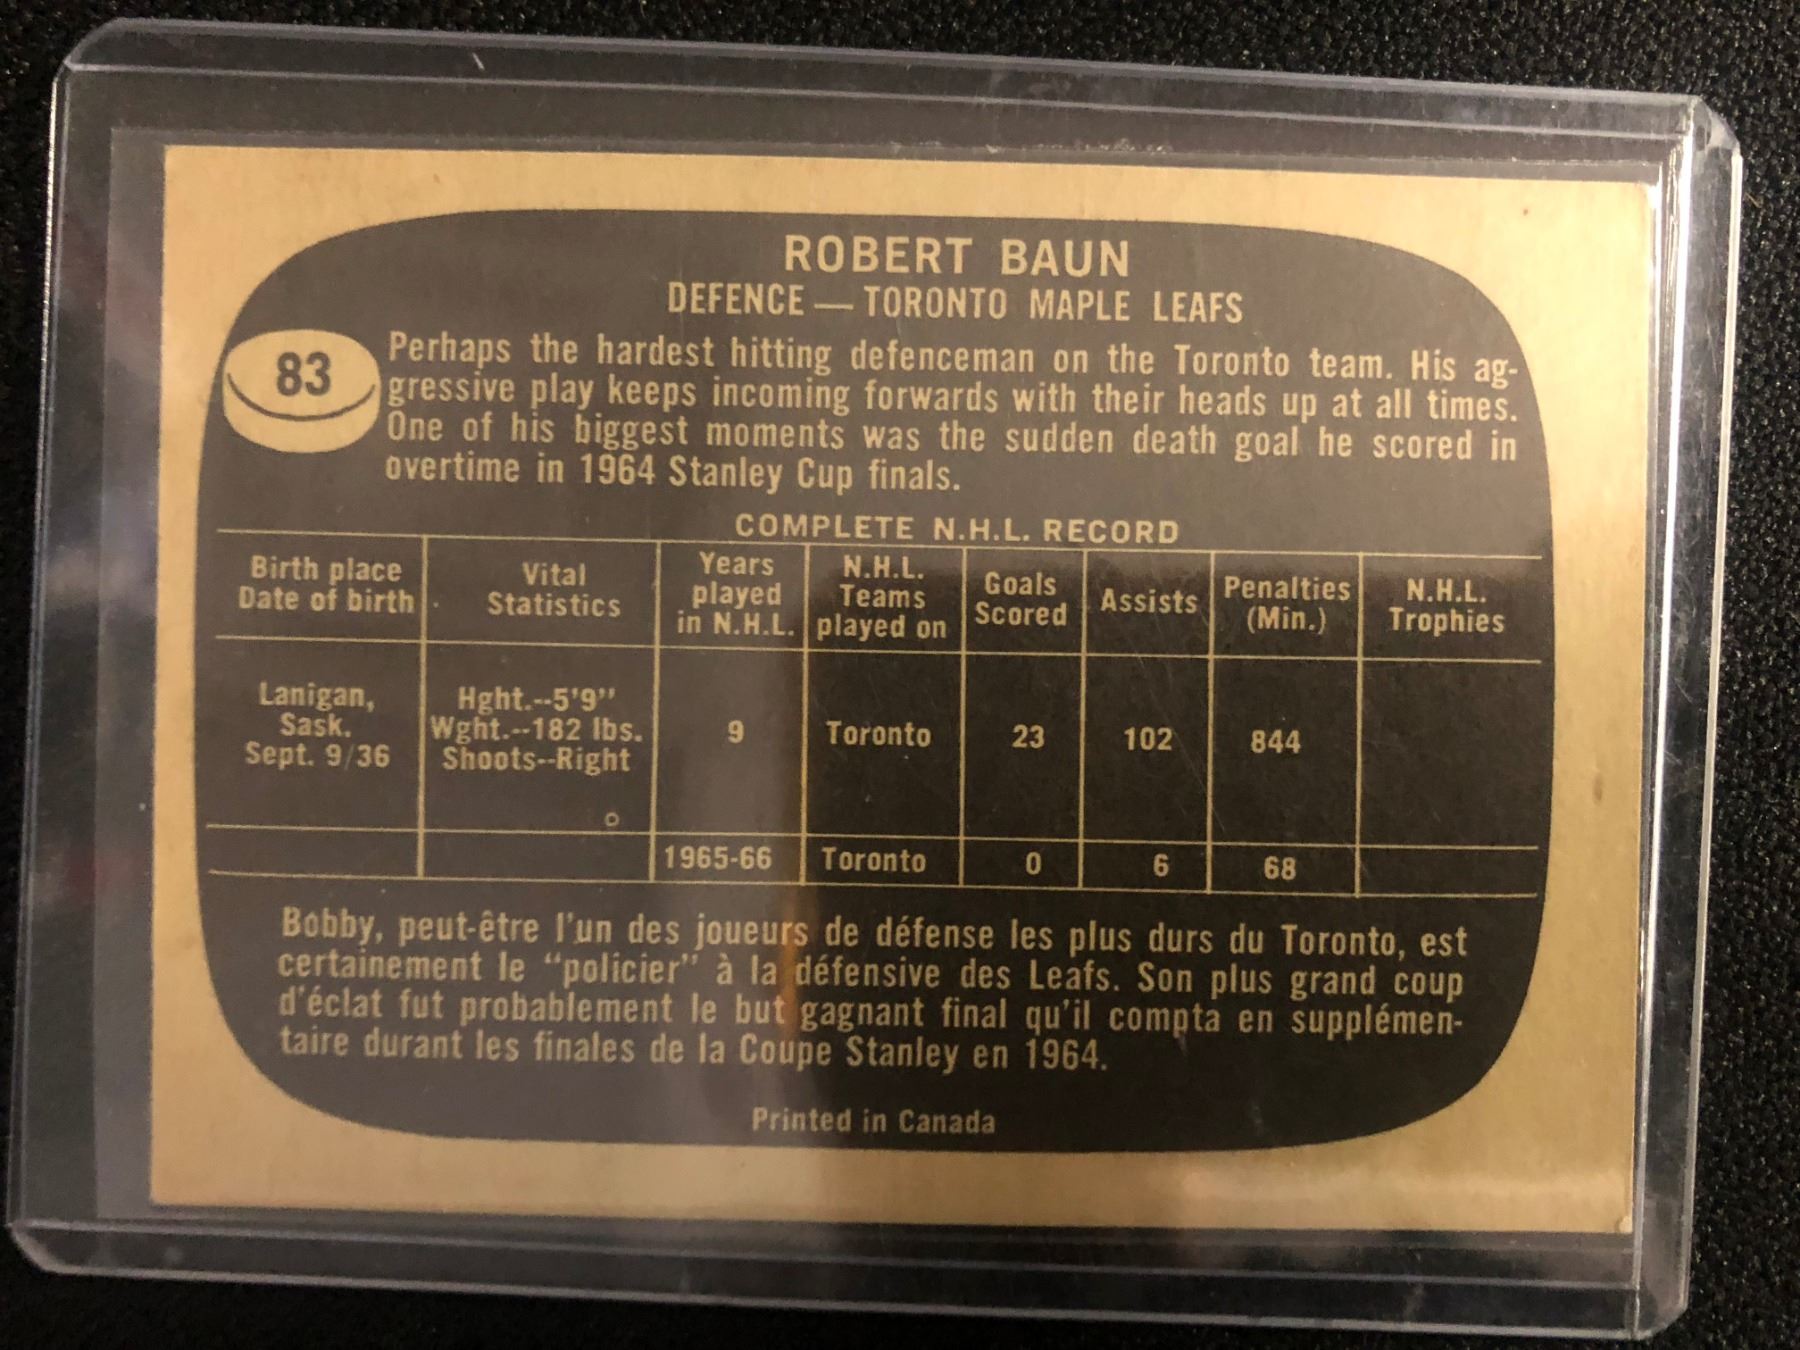 ROBERT BAUN
DEFENCE — TORONTO MAPLE LEAFS
83
Perhaps the hardest hitting defenceman on the Toronto team. His ag-
gressive play keeps incoming forwards with their heads up at all times.
One of his biggest moments was the sudden death goal he scored in
overtime in 1964 Stanley Cup finals.
COMPLETE N.H.L. RECORD
Birth place
Date of birth
Vital
Statistics
Years
played
in N.H.L.
N.H.L.
Teams
played on
Goals
Scored
Assists
Penalties
(Min.)
N.H.L.
Trophies
Lanigan,
Sask.
Sept. 9/36
Hght.--5'9"
Wght.--182 lbs.
Shoots--Right
9
Toronto
23
102
844
1965-66
Toronto
0
6
68
Bobby, peut-être l'un des joueurs de défense les plus durs du Toronto, est
certainement le "policier" à la défensive des Leafs. Son plus grand coup
d'éclat fut probablement le but gagnant final qu'il compta en supplémen-
taire durant les finales de la Coupe Stanley en 1964.
Printed in Canada